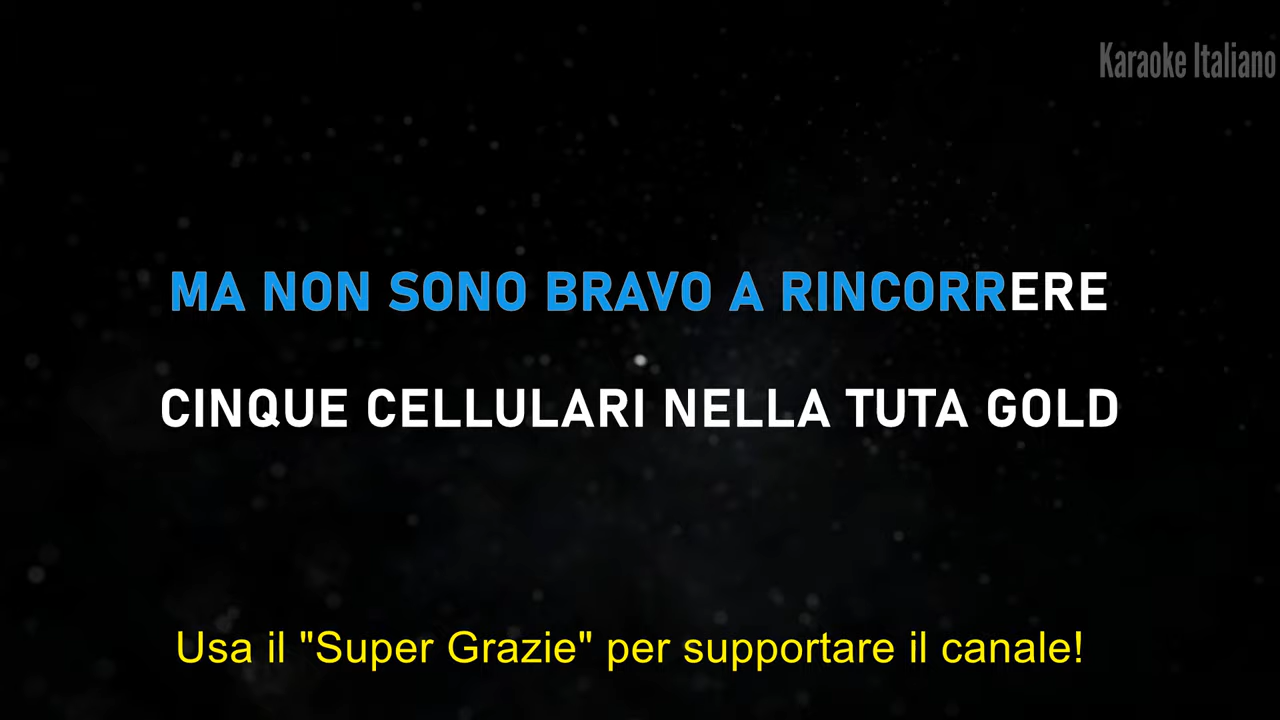 Karaoke Italiano
MA NON SONO BRAVO A RINCORRERE
CINQUE CELLULARI NELLA TUTA GOLD
Usa il "Super Grazie" per supportare il canale!